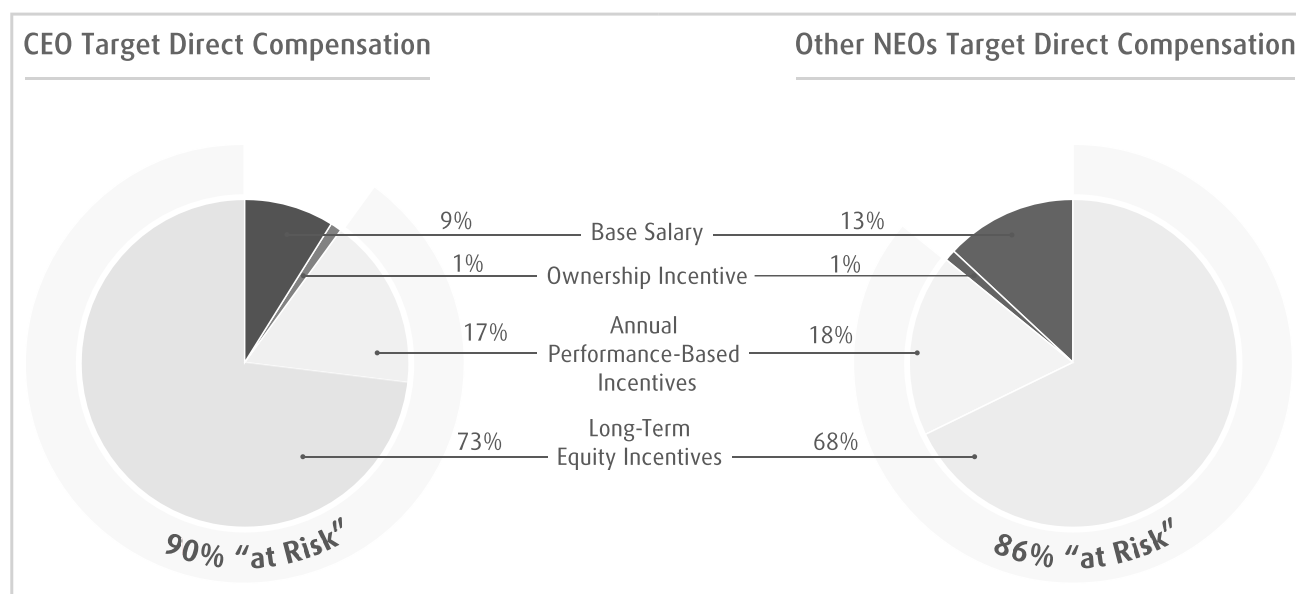 CEO Target Direct Compensation
Other NEOs Target Direct Compensation
9%
Base Salary
13%
1%
Ownership Incentive
1%
17%
Annual
Performance-Based
Incentives
18%
73%
Long-Term
Equity Incentives
68%
90% “at Risk”
86% “at Risk”